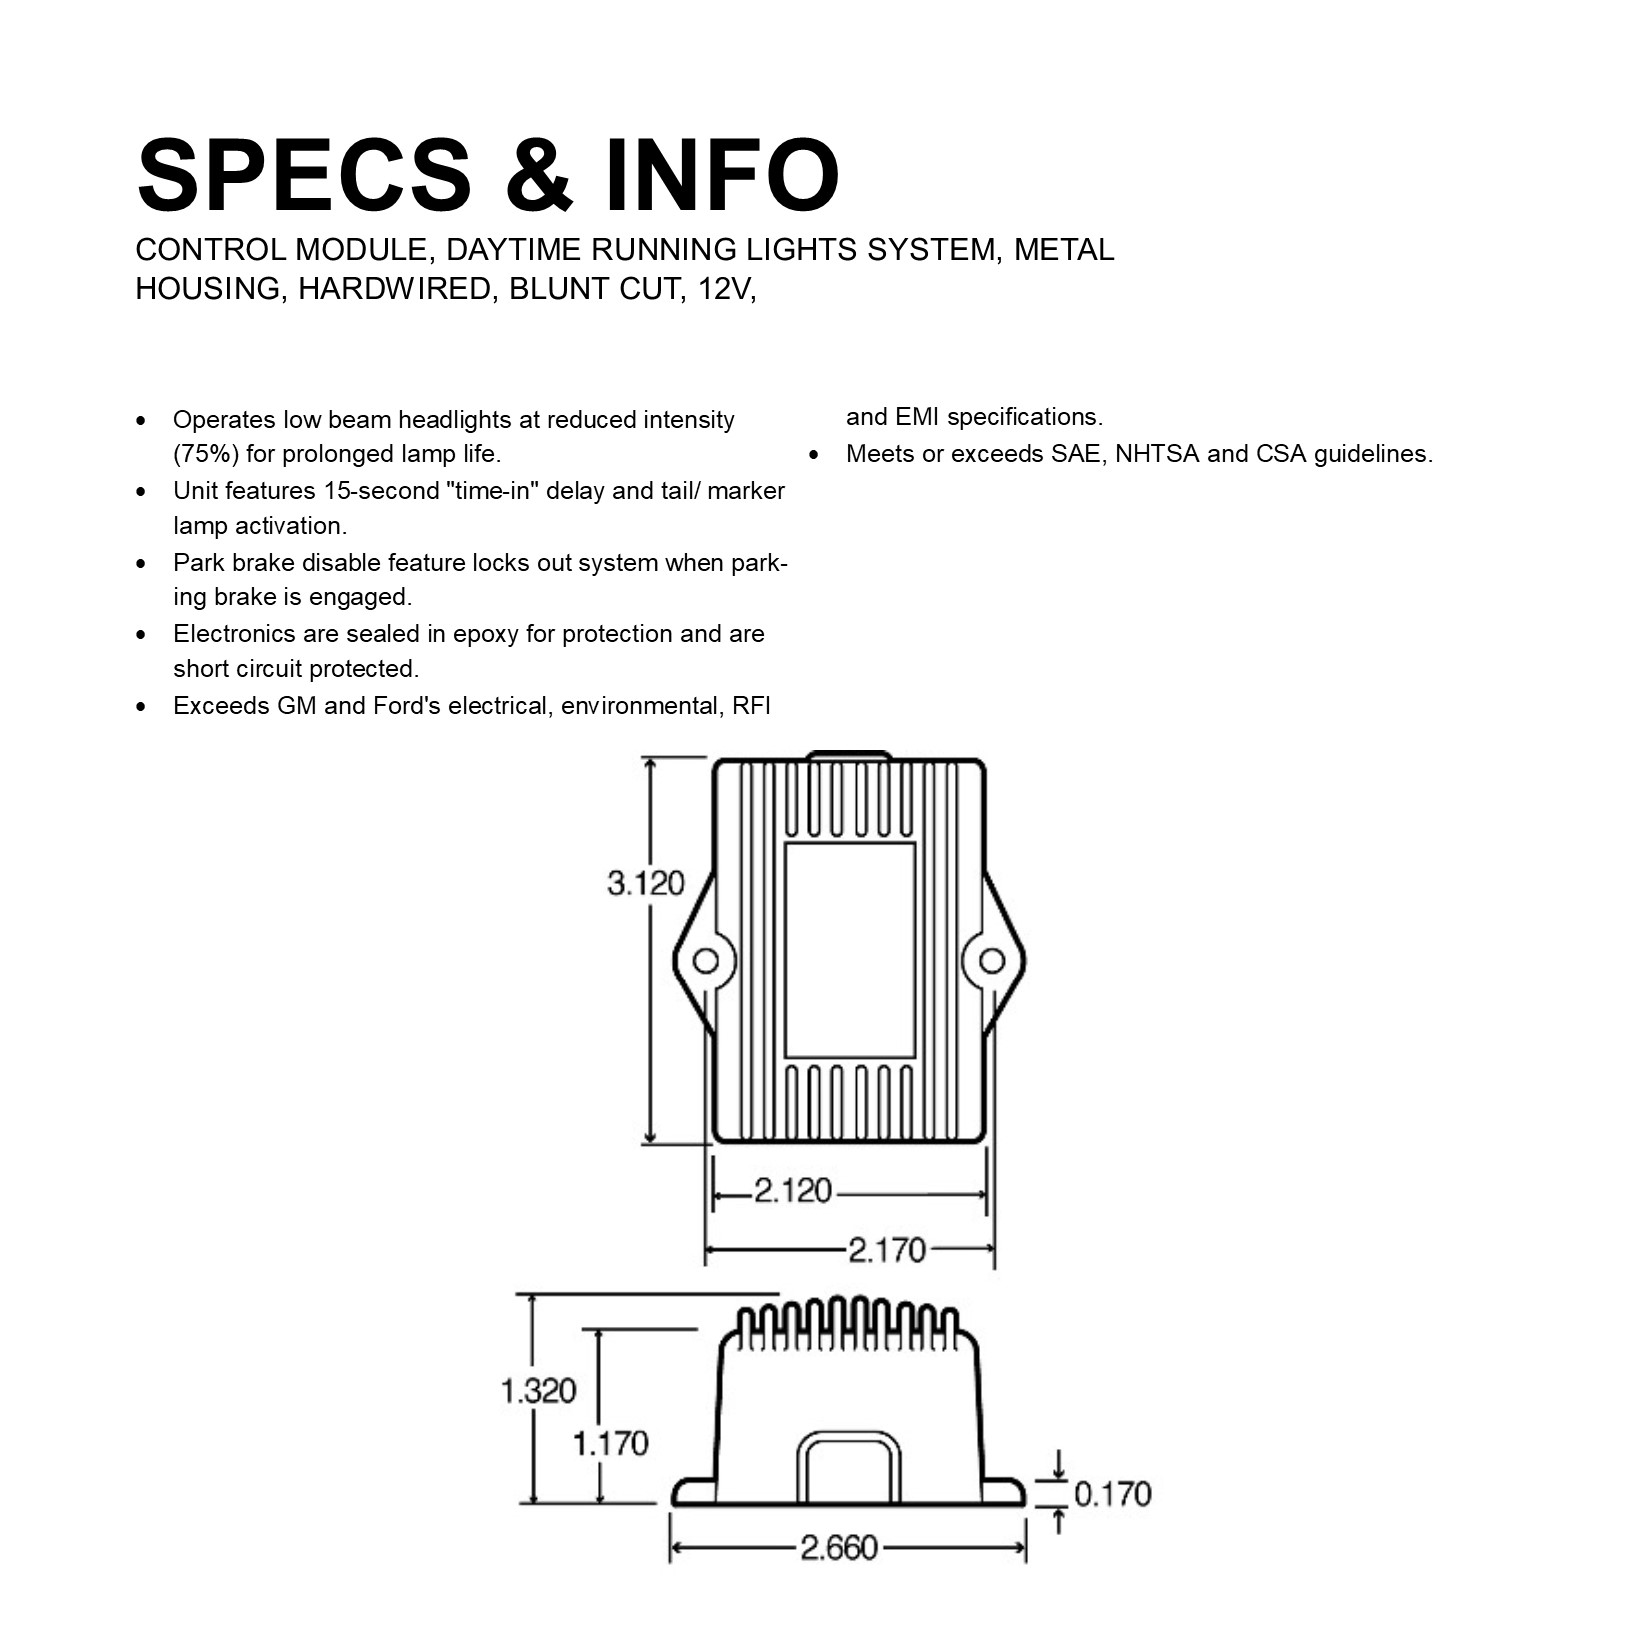 SPECS & INFO
CONTROL MODULE, DAYTIME RUNNING LIGHTS SYSTEM, METAL
HOUSING, HARDWIRED, BLUNT CUT, 12V,
• Operates low beam headlights at reduced intensity
(75%) for prolonged lamp life.
• Unit features 15-second "time-in" delay and tail/ marker
lamp activation.
• Park brake disable feature locks out system when park-
ing brake is engaged.
• Electronics are sealed in epoxy for protection and are
short circuit protected.
• Exceeds GM and Ford's electrical, environmental, RFI
and EMI specifications.
• Meets or exceeds SAE, NHTSA and CSA guidelines.
3.120
2.120
2.170
1.320
1.170
0.170
2.660